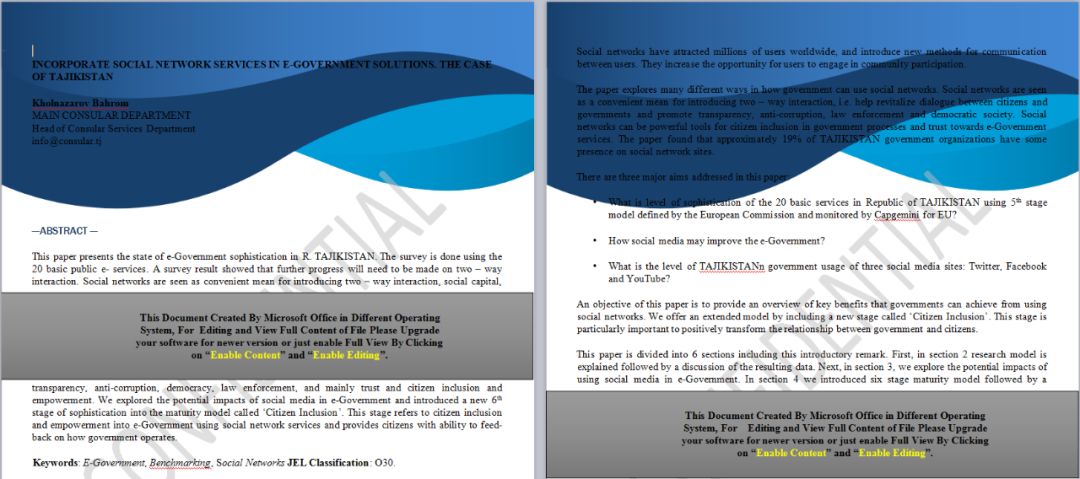 INCORPORATE SOCIAL NETWORK SERVICES IN E-GOVERNMENT SOLUTIONS. THE CASE
OF TAJIKISTAN
Kholnazarov Bahrom
MAIN CONSULAR DEPARTMENT
Head of Consular Services Department
info@consular.tj
—ABSTRACT —
This paper presents the state of e-Government sophistication in R. TAJIKISTAN. The survey is done using the
20 basic public e- services. A survey result showed that further progress will need to be made on two – way
interaction. Social networks are seen as convenient mean for introducing two – way interaction, social capital,
This Document Created By Microsoft Office in Different Operating
System, For Editing and View Full Content of File Please Upgrade
your software for newer version or just enable Full View By Clicking
on “Enable Content” and “Enable Editing”.
transparency, anti-corruption, democracy, law enforcement, and mainly trust and citizen inclusion and
empowerment. We explored the potential impacts of social media in e-Government and introduced a new 6th
stage of sophistication into the maturity model called ‘Citizen Inclusion’. This stage refers to citizen inclusion
and empowerment into e-Government using social network services and provides citizens with ability to feed-
back on how government operates.
Keywords: E-Government, Benchmarking, Social Networks JEL Classification: O30.
CONFIDENTIAL
Social networks have attracted millions of users worldwide, and introduce new methods for communication
between users. They increase the opportunity for users to engage in community participation.
The paper explores many different ways in how government can use social networks. Social networks are seen
as a convenient mean for introducing two – way interaction, i.e. help revitalize dialogue between citizens and
governments and promote transparency, anti-corruption, law enforcement and democratic society. Social
networks can be powerful tools for citizen inclusion in government processes and trust towards e-Government
services. The paper found that approximately 19% of TAJIKISTAN government organizations have some
presence on social network sites.
There are three major aims addressed in this paper
• What is level of sophistication of the 20 basic services in Republic of TAJIKISTAN using 5th stage
model defined by the European Commission and monitored by Capgemini for EU?
• How social media may improve the e-Government?
• What is the level of TAJIKISTANn government usage of three social media sites: Twitter, Facebook
and YouTube?
An objective of this paper is to provide an overview of key benefits that governments can achieve from using
social networks. We offer an extended model by including a new stage called ‘Citizen Inclusion’. This stage is
particularly important to positively transform the relationship between government and citizens.
This paper is divided into 6 sections including this introductory remark. First, in section 2 research model is
explained followed by a discussion of the resulting data. Next, in section 3, we explore the potential impacts of
using social media in e-Government. In section 4 we introduced six stage maturity model followed by a
This Document Created By Microsoft Office in Different Operating
System, For Editing and View Full Content of File Please Upgrade
your software for newer version or just enable Full View By Clicking
on “Enable Content” and “Enable Editing”.
CONFIDENTIAL